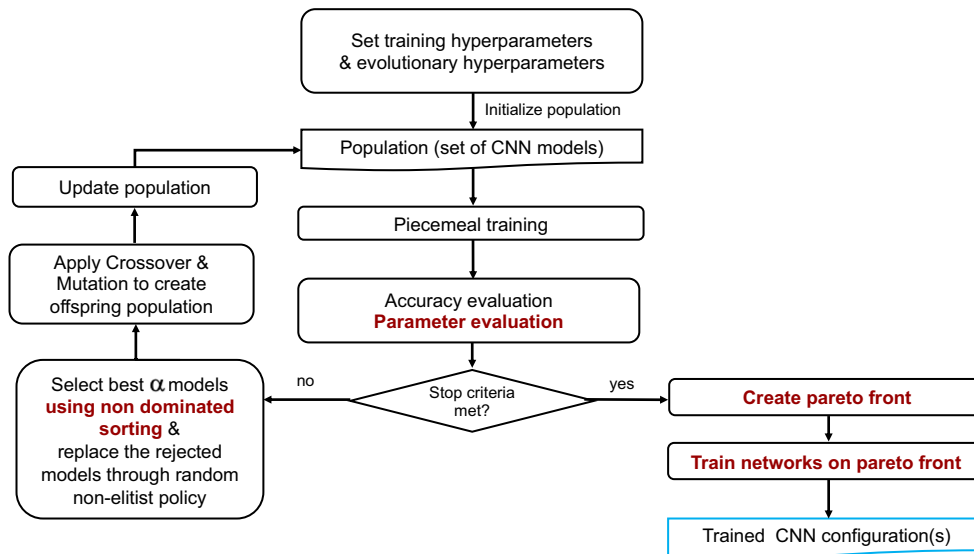 Set training hyperparameters
& evolutionary hyperparameters
Initialize population
Population (set of CNN models)
Update population
Piecemeal training
Apply Crossover &
Mutation to create
offspring population
Accuracy evaluation
Parameter evaluation
Select best α models
using non dominated
sorting &
replace the rejected
models through random
non-elitist policy
no
Stop criteria
met?
yes
Create pareto front
Train networks on pareto front
Trained CNN configuration(s)